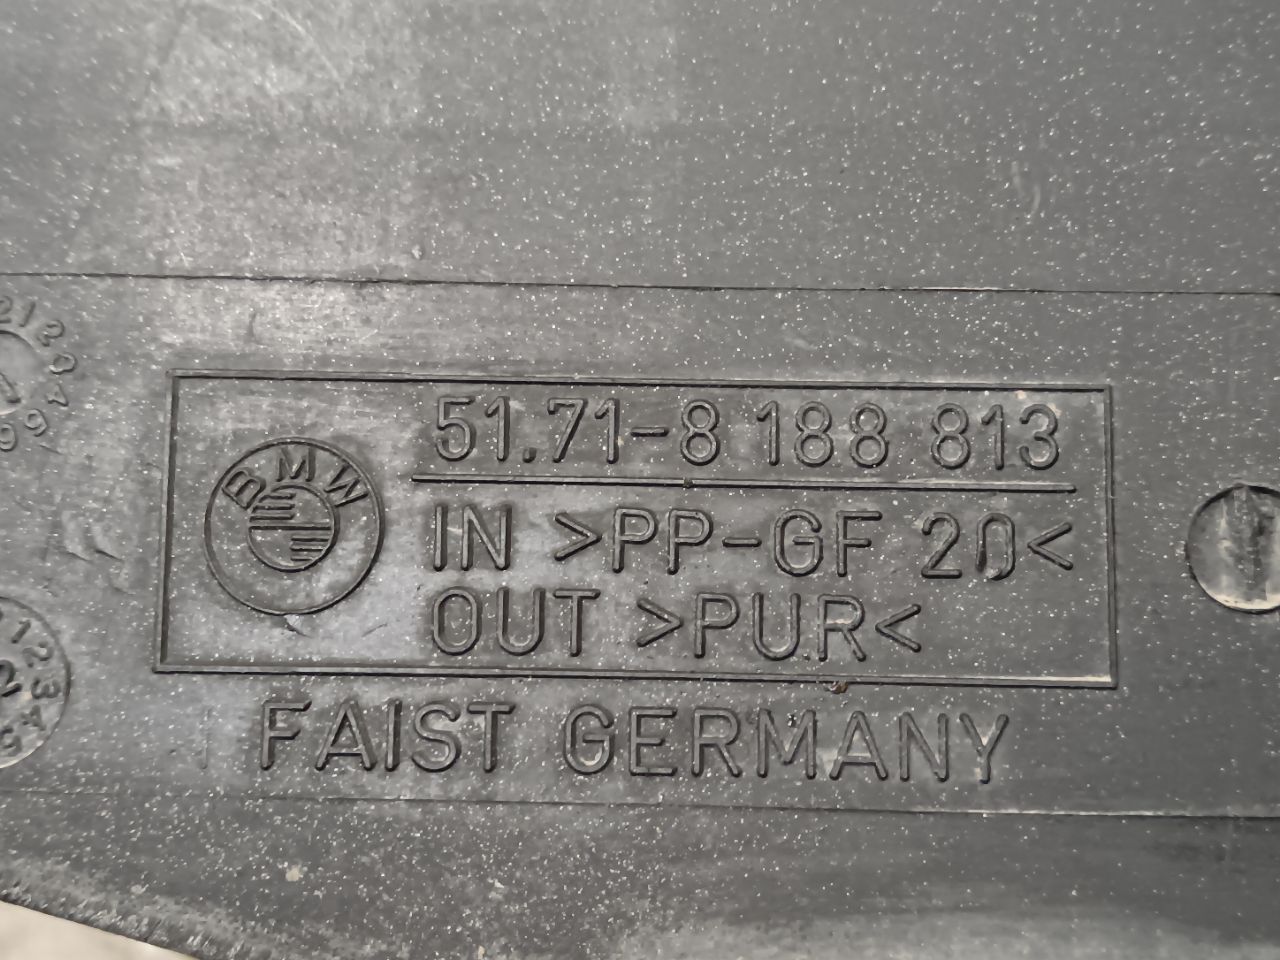 BMW
51.71-8 188 813
IN >PP-GF 20<
OUT >PUR<
FAIST GERMANY